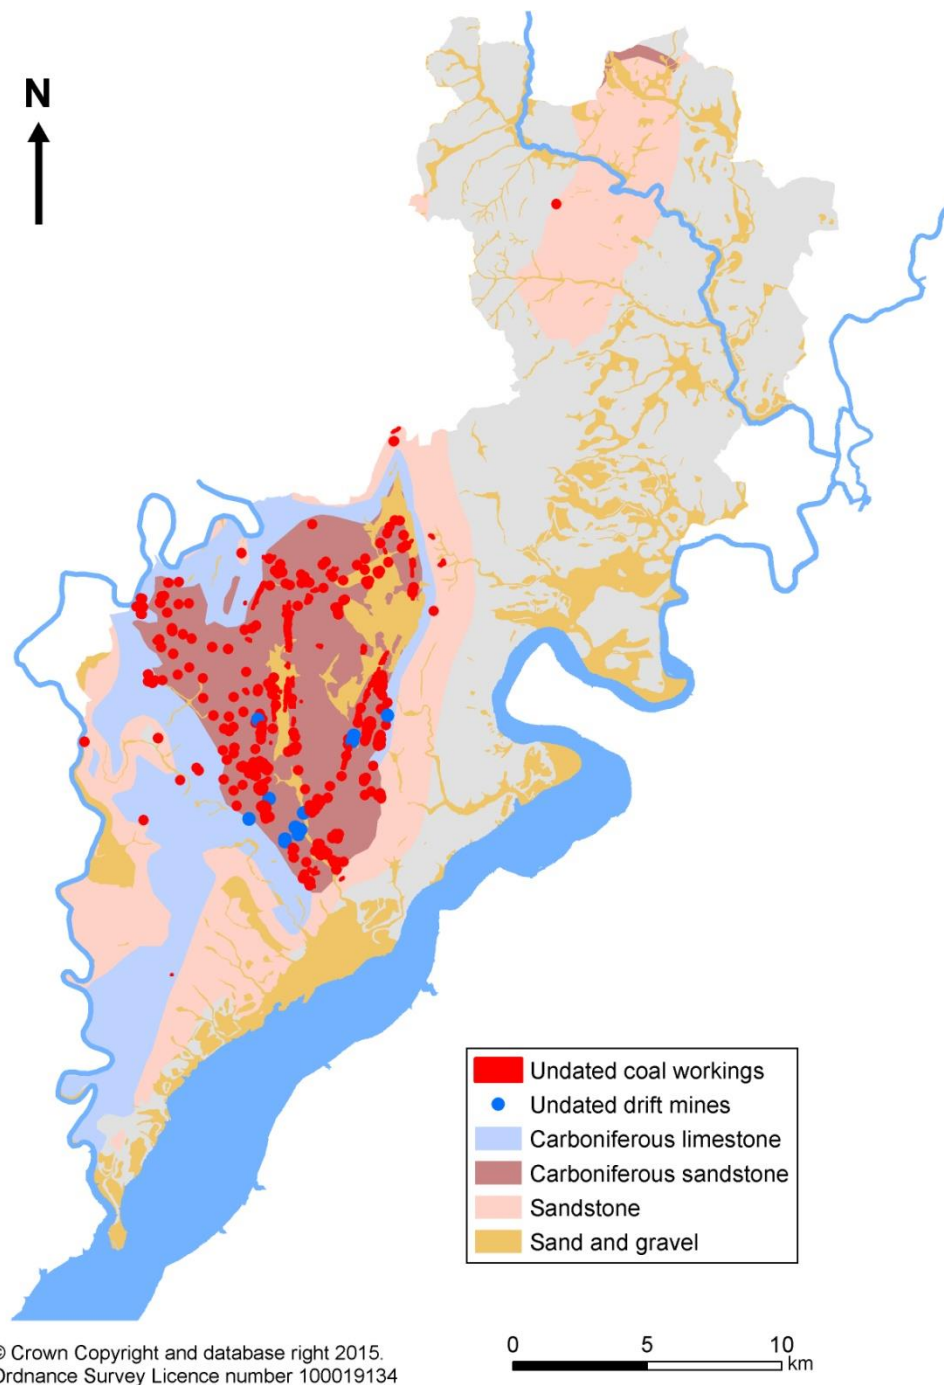 N
Undated coal workings
Undated drift mines
Carboniferous limestone
Carboniferous sandstone
Sandstone
Sand and gravel
© Crown Copyright and database right 2015.
Ordnance Survey Licence number 100019134
0 5 10
km